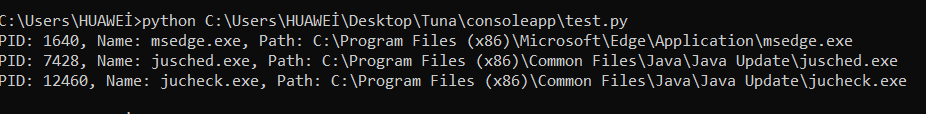 C:\Users\HUAWEİ>python C:\Users\HUAWEİ\Desktop\Tuna\consoleapp\test.py
PID: 1640, Name: msedge.exe, Path: C:\Program Files (x86)\Microsoft\Edge\Application\msedge.exe
PID: 7428, Name: jusched.exe, Path: C:\Program Files (x86)\Common Files\Java\Java Update\jusched.exe
PID: 12460, Name: jucheck.exe, Path: C:\Program Files (x86)\Common Files\Java\Java Update\jucheck.exe